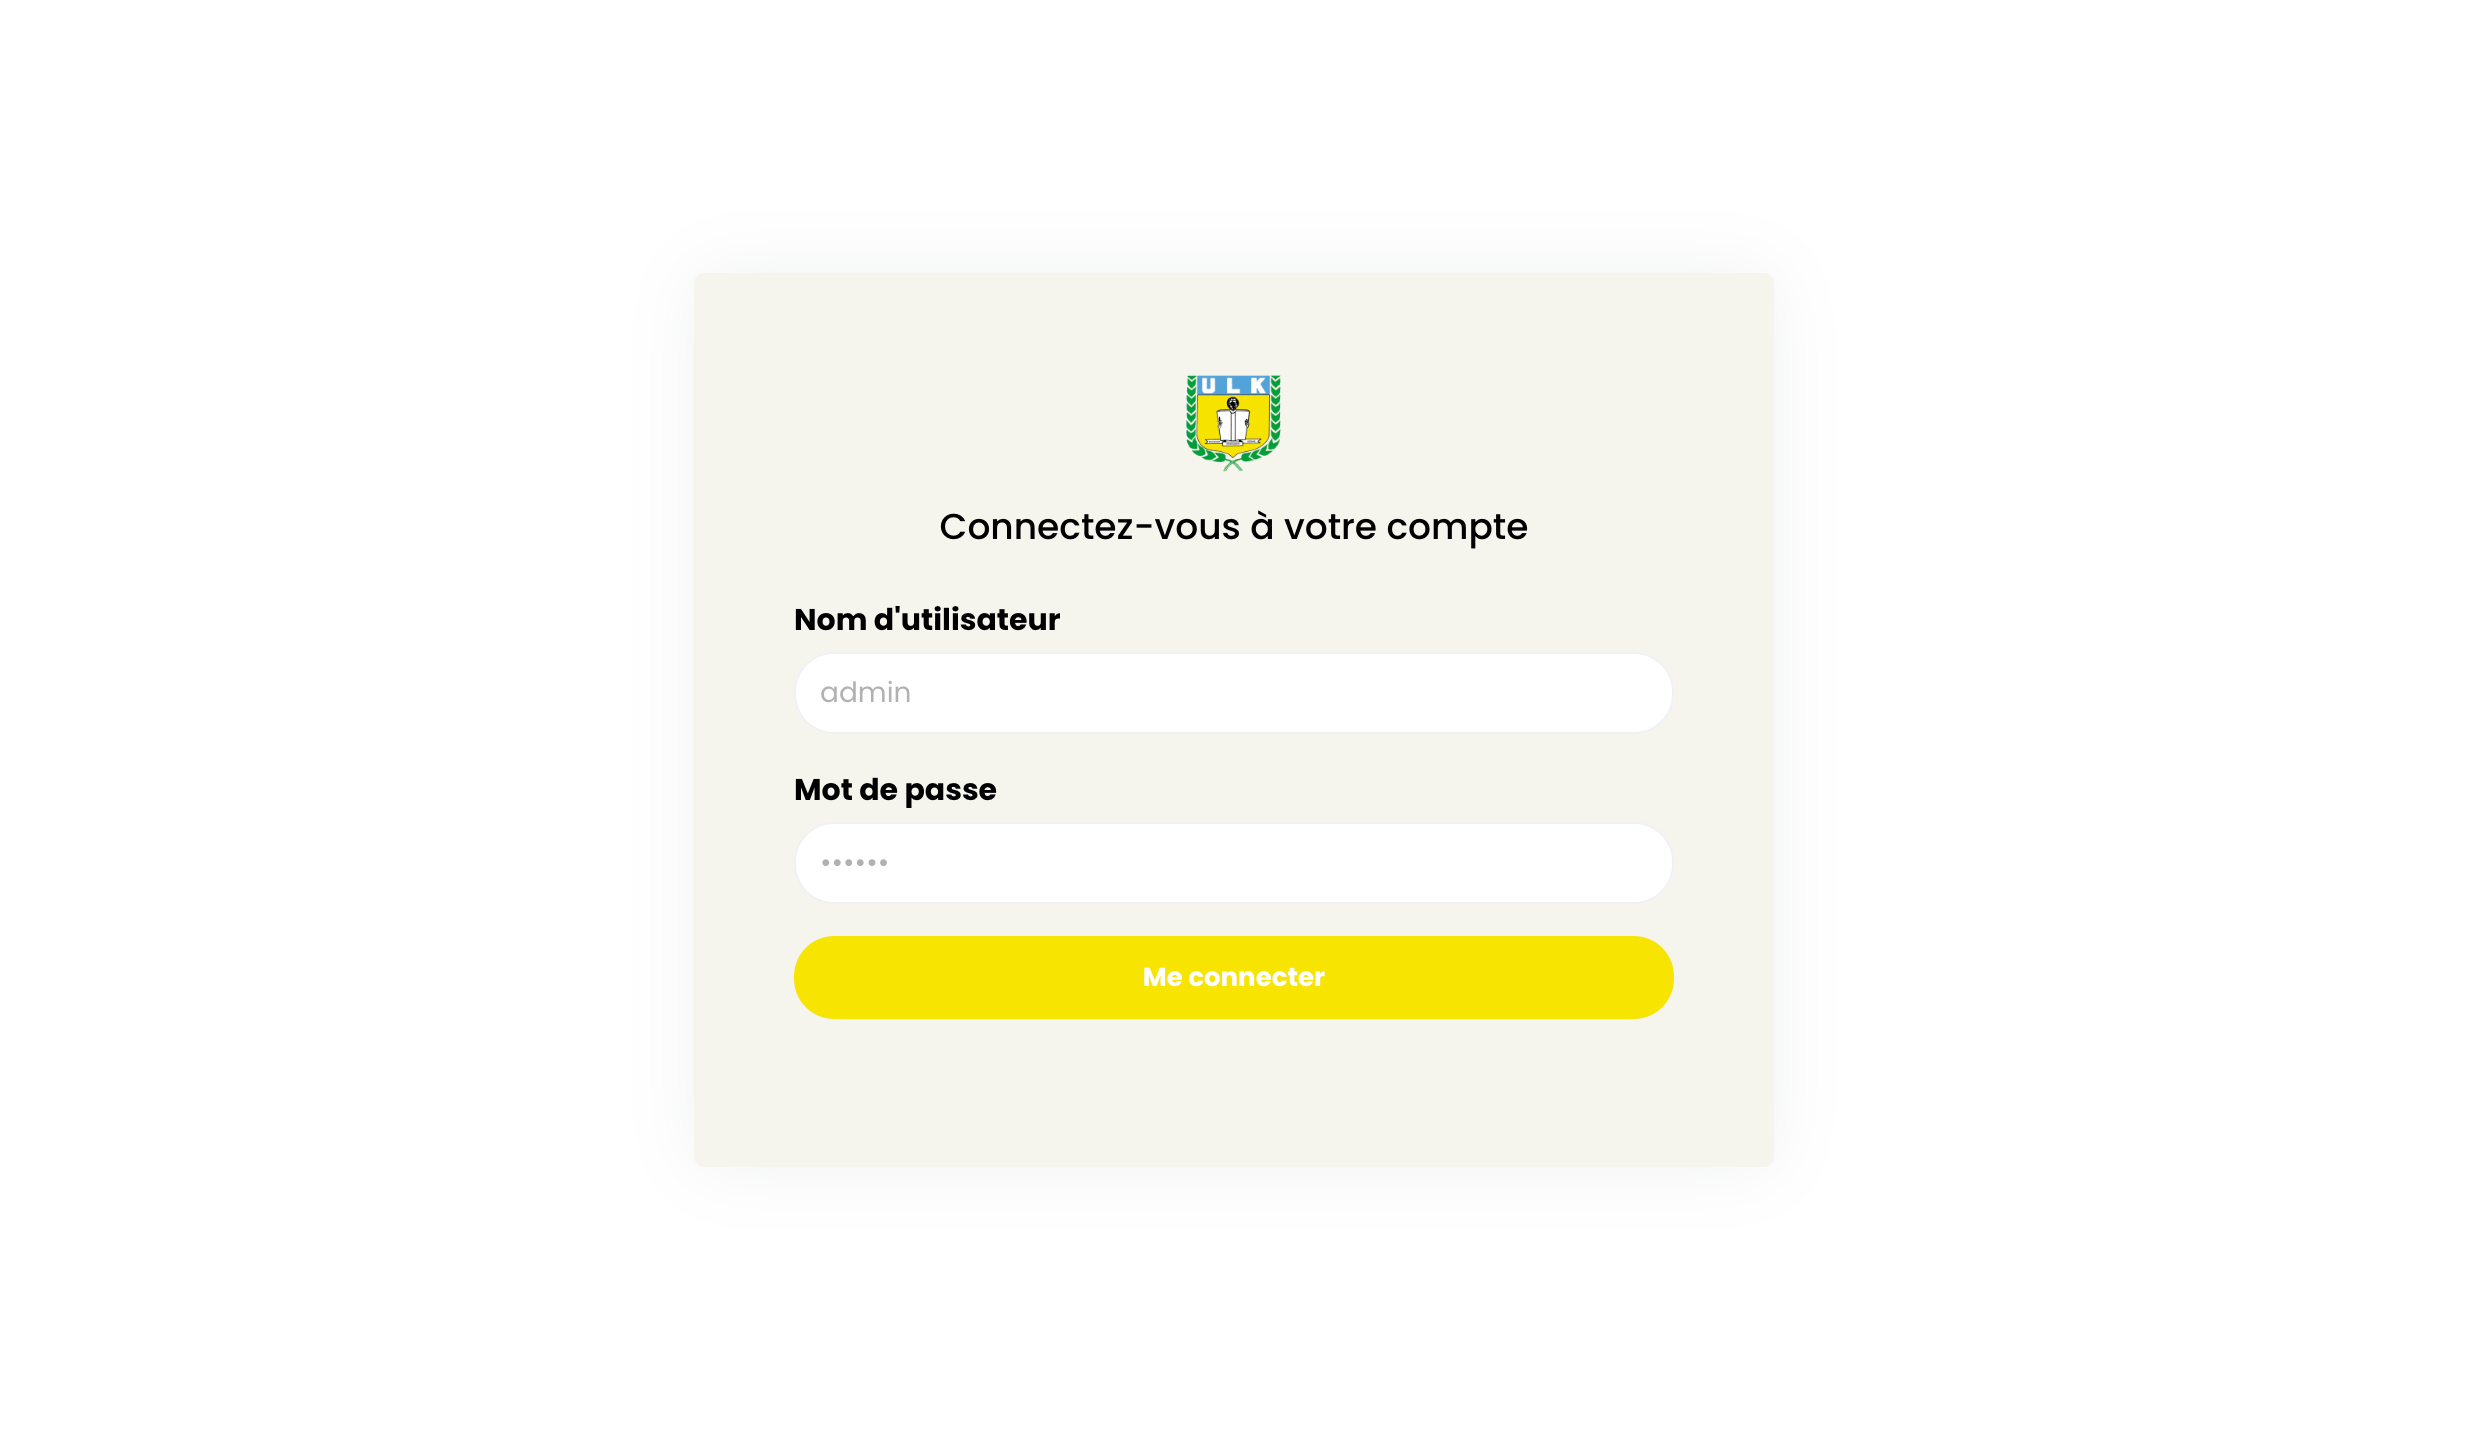 U L K
Connectez-vous à votre compte
Nom d'utilisateur
admin
Mot de passe
••••••
Me connecter